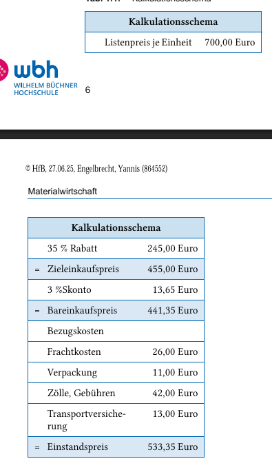 Kalkulationsschema
Listenpreis je Einheit 700,00 Euro
wbh
WILHELM BÜCHNER
HOCHSCHULE
6
© HfB, 27.06.25, Engelbrecht, Yannis (864552)
Materialwirtschaft
Kalkulationsschema
35 % Rabatt 245,00 Euro
= Zieleinkaufspreis 455,00 Euro
3 %Skonto 13,65 Euro
= Bareinkaufspreis 441,35 Euro
Bezugskosten
Frachtkosten 26,00 Euro
Verpackung 11,00 Euro
Zölle, Gebühren 42,00 Euro
Transportversiche- 13,00 Euro
rung
= Einstandspreis 533,35 Euro